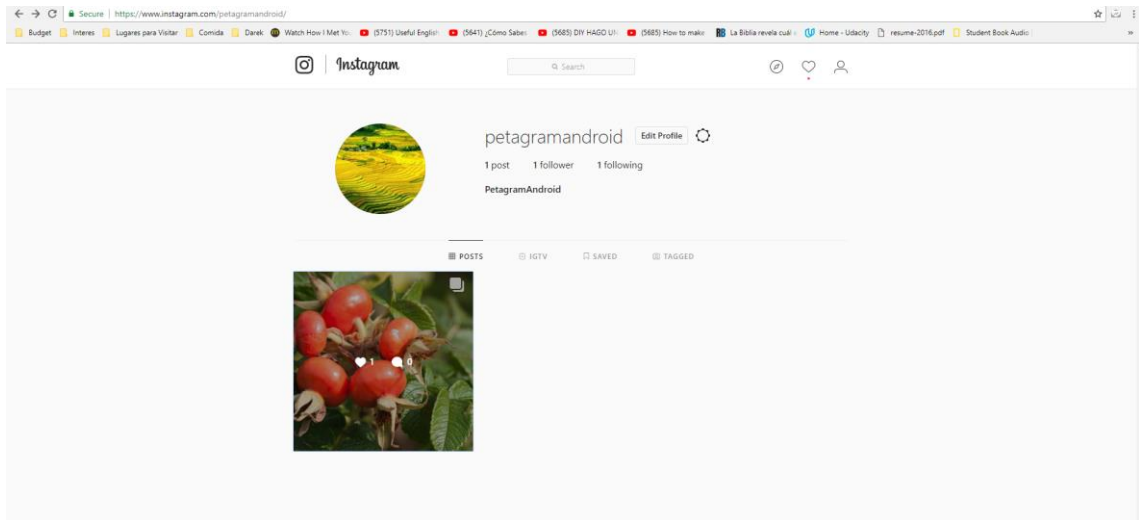 Secure | https://www.instagram.com/petagramandroid/
Budget Interes Lugares para Visitar Comida Darek Watch How I Met Yo (5751) Useful English (5641) ¿Cómo Sabes (5685) DIY HAGO U (5685) How to make RB La Biblia revela cuál Home - Udacity resume-2016.pdf Student Book Audio »
Instagram Search
petagramandroid Edit Profile
1 post 1 follower 1 following
PetagramAndroid
POSTS IGTV SAVED TAGGED
1 0